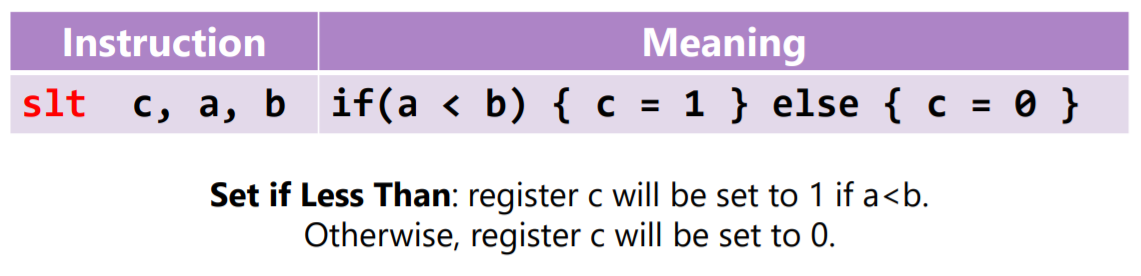 Instruction Meaning
slt c, a, b if(a < b) { c = 1 } else { c = 0 }
Set if Less Than: register c will be set to 1 if a<b.
Otherwise, register c will be set to 0.